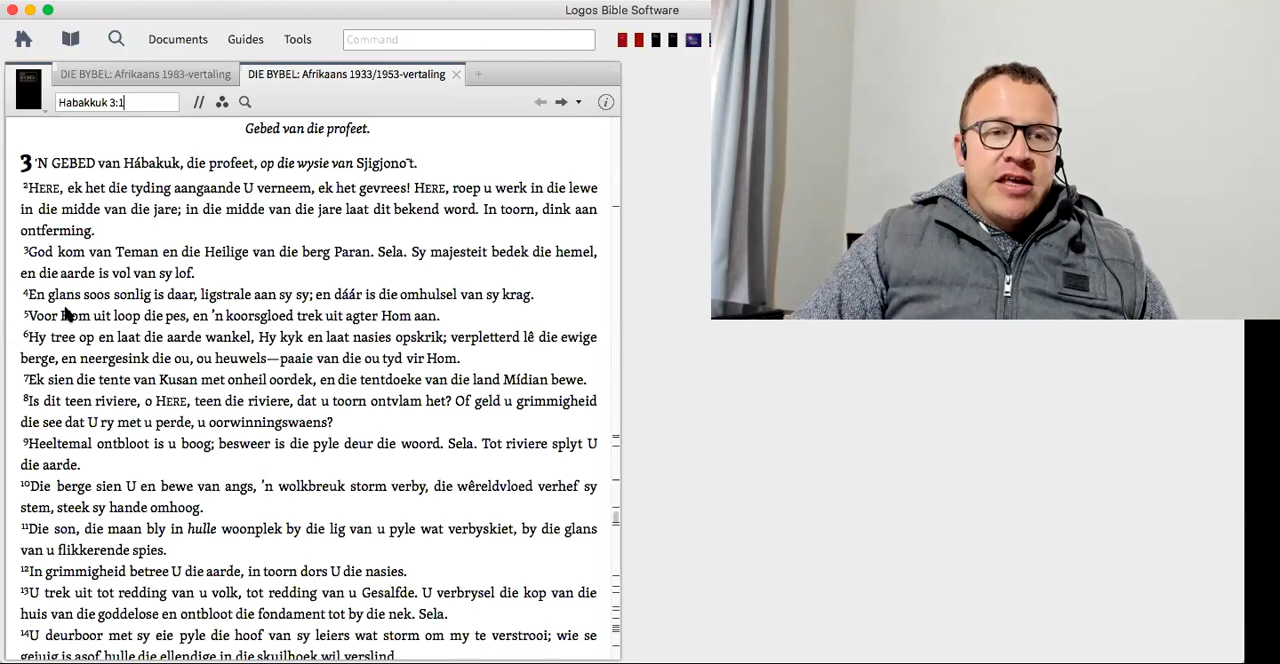 Logos Bible Software
Documents Guides Tools Command
DIE BYBEL: Afrikaans 1983-vertaling DIE BYBEL: Afrikaans 1933/1953-vertaling
Habakkuk 3:1
Gebed van die profeet.
3 'N GEBED van Hábakuk, die profeet, op die wysie van Sjigjonot.
2HERE, ek het die tyding aangaande U verneem, ek het gevrees! HERE, roep u werk in die lewe
in die midde van die jare; in die midde van die jare laat dit bekend word. In toorn, dink aan
ontferming.
3God kom van Teman en die Heilige van die berg Paran. Sela. Sy majesteit bedek die hemel,
en die aarde is vol van sy lof.
4En glans soos sonlig is daar, ligstrale aan sy sy; en dáár is die omhulsel van sy krag.
5Voor Hom uit loop die pes, en 'n koorsgloed trek uit agter Hom aan.
6Hy tree op en laat die aarde wankel, Hy kyk en laat nasies opskrik; verpletterd lê die ewige
berge, en neergesink die ou, ou heuwels—paaie van die ou tyd vir Hom.
7Ek sien die tente van Kusan met onheil oordek, en die tentdoeke van die land Mídian bewe.
8Is dit teen riviere, o HERE, teen die riviere, dat u toorn ontvlam het? Of geld u grimmigheid
die see dat U ry met u perde, u oorwinningswaens?
9Heeltemal ontbloot is u boog; besweer is die pyle deur die woord. Sela. Tot riviere splyt U
die aarde.
10Die berge sien U en bewe van angs, 'n wolkbreuk storm verby, die wêreldvloed verhef sy
stem, steek sy hande omhoog.
11Die son, die maan bly in hulle woonplek by die lig van u pyle wat verbyskiet, by die glans
van u flikkerende spies.
12In grimmigheid betree U die aarde, in toorn dors U die nasies.
13U trek uit tot redding van u volk, tot redding van u Gesalfde. U verbrysel die kop van die
huis van die goddelose en ontbloot die fondament tot by die nek. Sela.
14U deurboor met sy eie pyle die hoof van sy leiers wat storm om my te verstrooi; wie se
gejuig is asof hulle die ellendige in die skuilhoek wil verslind.